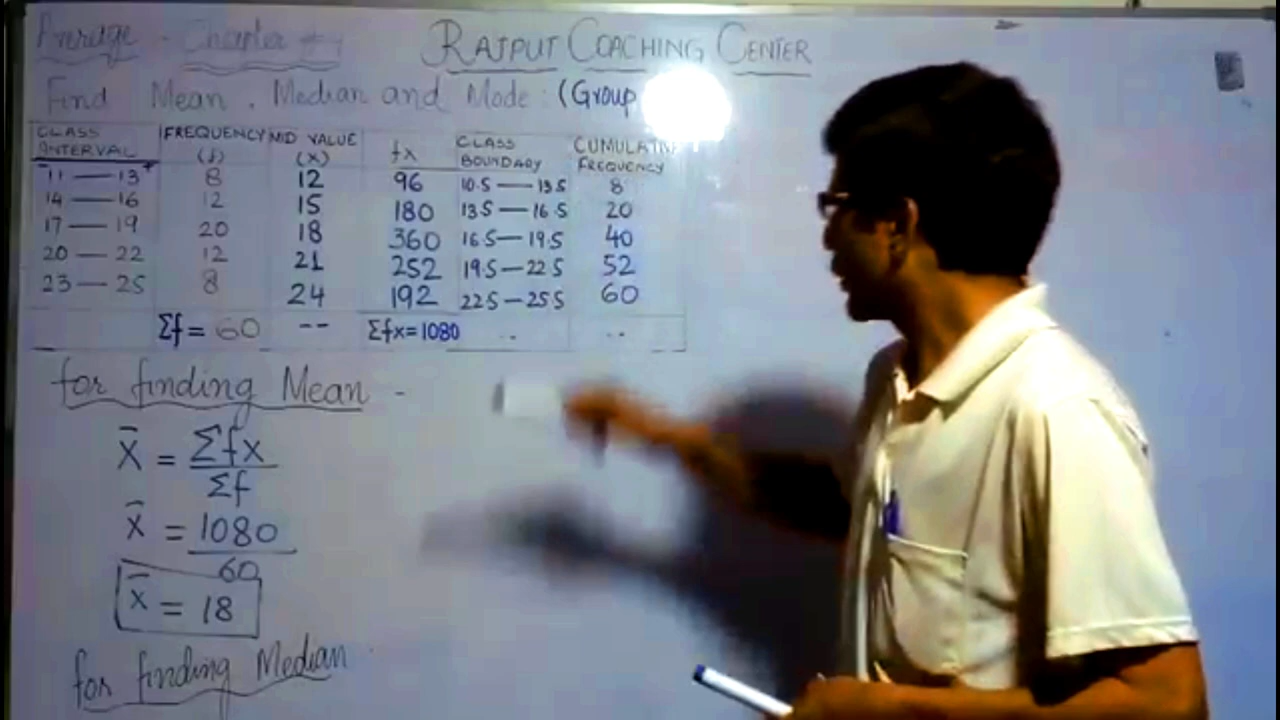 Average - Chapter # 4 RAJPUT COACHING CENTER
Find Mean, Median and Mode : (Group
CLASS INTERVAL FREQUENCY (f) MID VALUE (X) fx CLASS BOUNDARY CUMULATIV FREQUENCY
11 — 13 8 12 96 10.5 — 13.5 8
14 — 16 12 15 180 13.5 — 16.5 20
17 — 19 20 18 360 16.5 — 19.5 40
20 — 22 12 21 252 19.5 — 22.5 52
23 — 25 8 24 192 22.5 — 25.5 60
Σf = 60 -- Σfx=1080 .. ..
for finding Mean -
X̄ = Σfx
Σf
x̄ = 1080
60
x̄ = 18
for finding Median